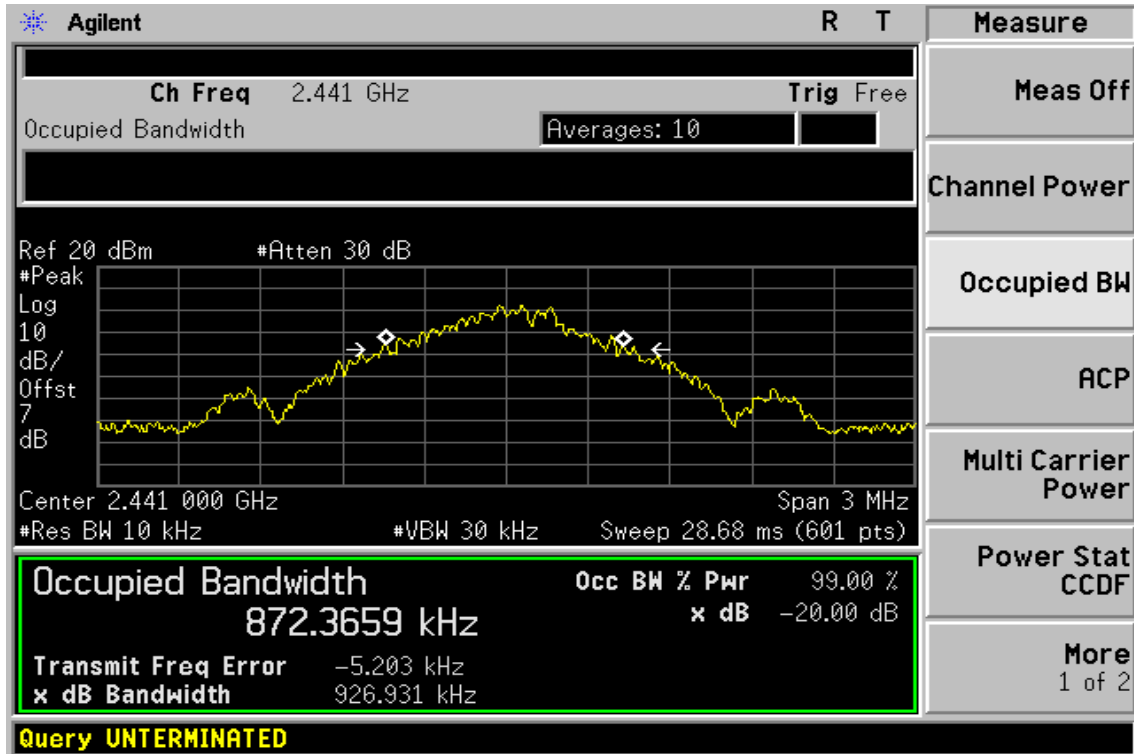 Agilent R T Measure
Ch Freq 2.441 GHz Trig Free
Meas Off
Occupied Bandwidth Averages: 10
Channel Power
Ref 20 dBm #Atten 30 dB
#Peak
Log
10
dB/
Offst
7
dB
Occupied BW
ACP
Multi Carrier
Power
Center 2.441 000 GHz Span 3 MHz
#Res BW 10 kHz #VBW 30 kHz Sweep 28.68 ms (601 pts)
Occupied Bandwidth
872.3659 kHz
Occ BW % Pwr 99.00 %
x dB -20.00 dB
Transmit Freq Error -5.203 kHz
x dB Bandwidth 926.931 kHz
Power Stat
CCDF
More
1 of 2
Query UNTERMINATED